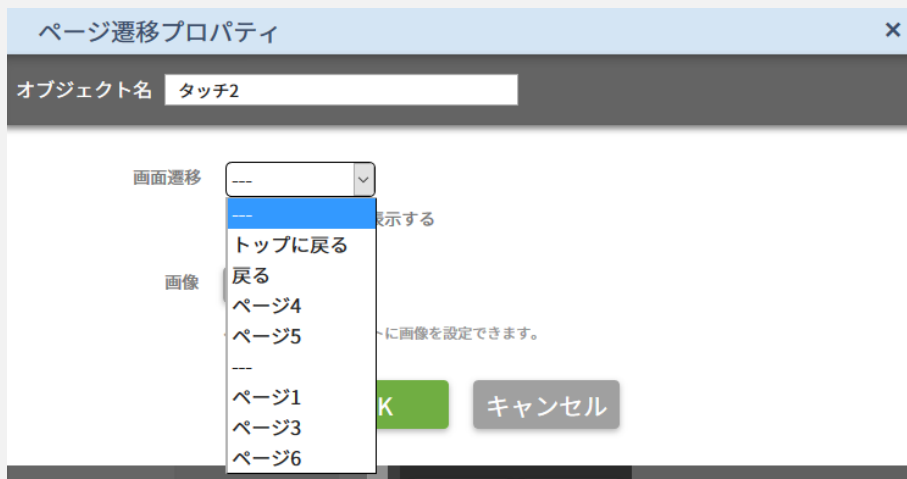 ページ遷移プロパティ ×
オブジェクト名 タッチ2
画面遷移 ---
---
表示する
トップに戻る
戻る
画像
ページ4
ページ5
トに画像を設定できます。
---
ページ1
K キャンセル
ページ3
ページ6